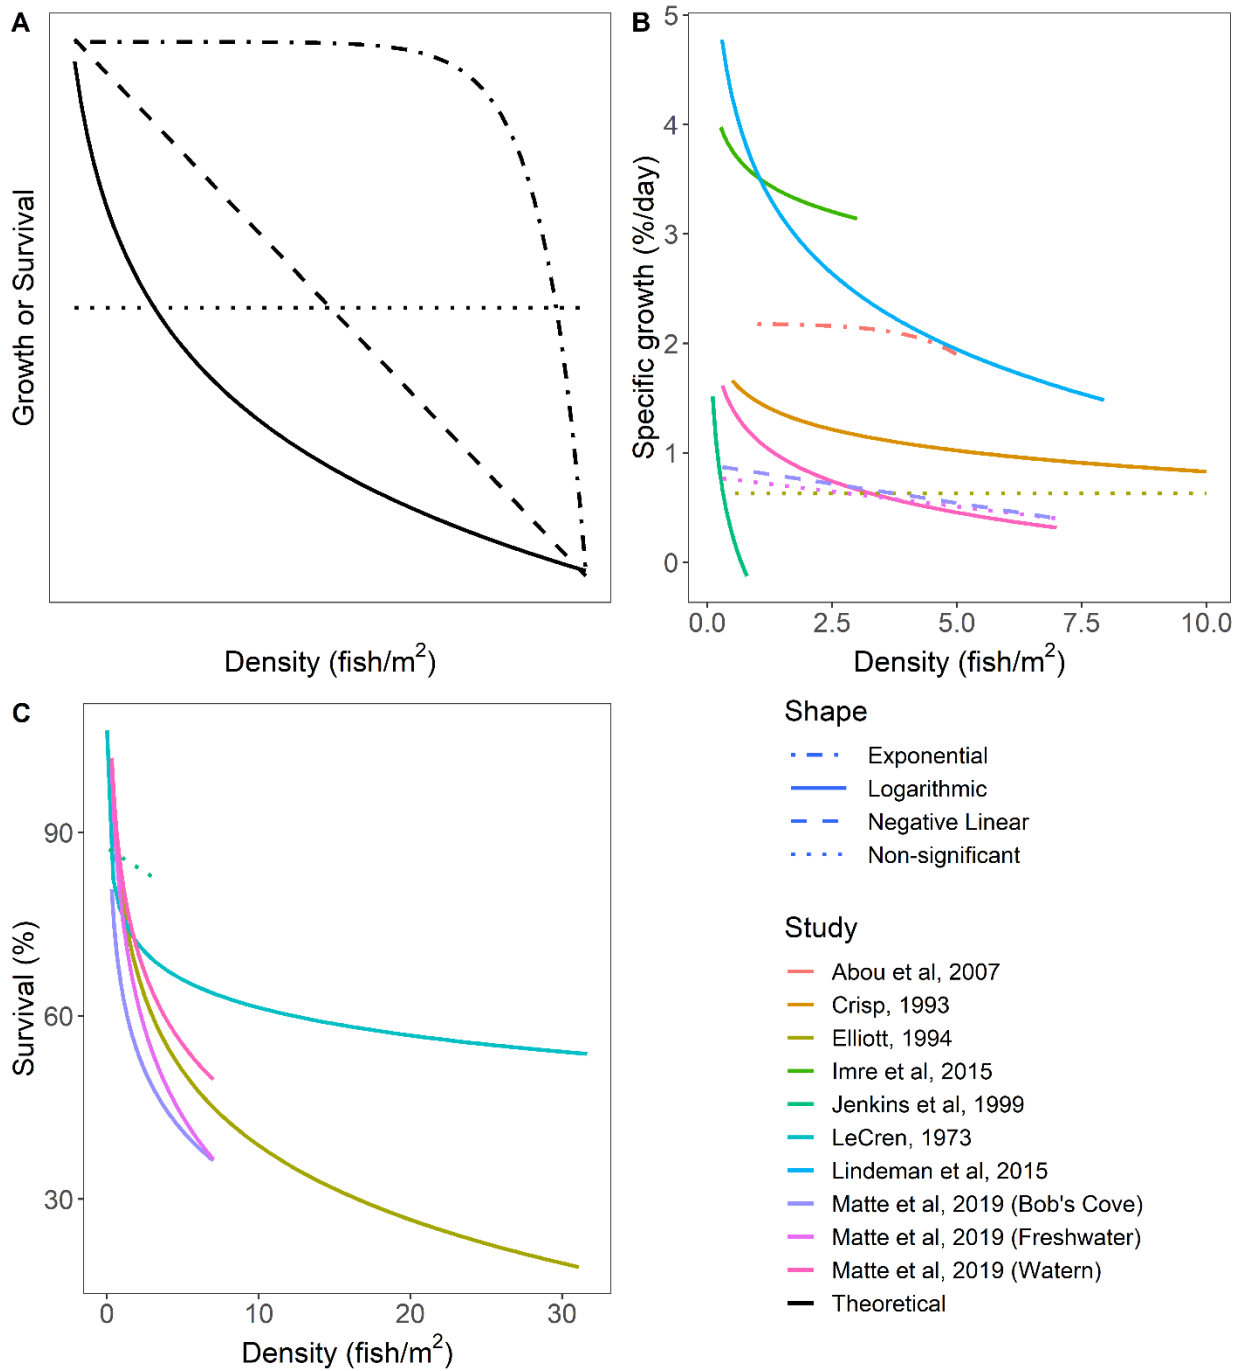 A
Growth or Survival
Density (fish/m²)
B
Specific growth (%/day)
5
4
3
2
1
0
0.0 2.5 5.0 7.5 10.0
Density (fish/m²)
C
Survival (%)
90
60
30
0 10 20 30
Density (fish/m²)
Shape
Exponential
Logarithmic
Negative Linear
Non-significant
Study
Abou et al, 2007
Crisp, 1993
Elliott, 1994
Imre et al, 2015
Jenkins et al, 1999
LeCren, 1973
Lindeman et al, 2015
Matte et al, 2019 (Bob's Cove)
Matte et al, 2019 (Freshwater)
Matte et al, 2019 (Watern)
Theoretical